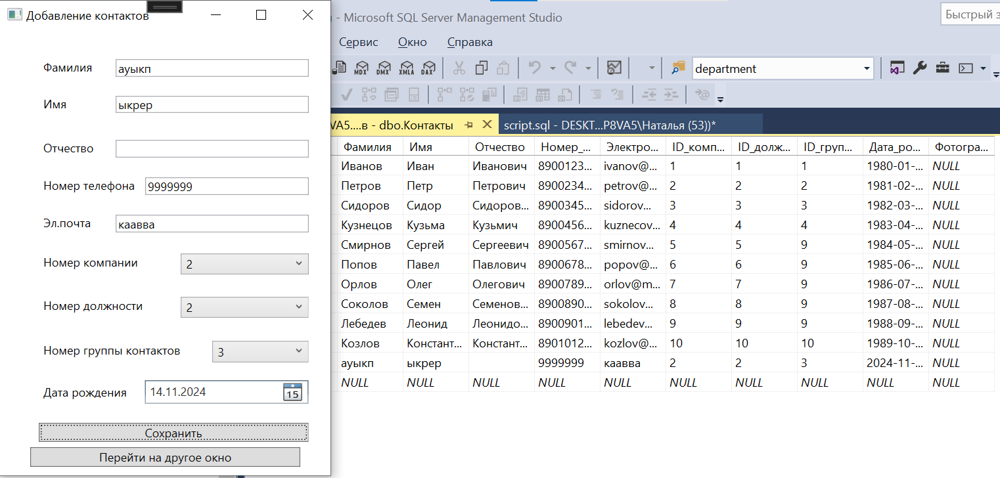 Добавление контактов
Фамилия ауыкп
Имя ыкрер
Отчество
Номер телефона 9999999
Эл.почта каавва
Номер компании 2
Номер должности 2
Номер группы контактов 3
Дата рождения 14.11.2024 15
Сохранить
Перейти на другое окно
- Microsoft SQL Server Management Studio
Быстрый з
Сервис Окно Справка
MDX DMX XMLA DAX department
VA5....в - dbo.Контакты script.sql - DESKT...P8VA5\Наталья (53))*
Фамилия Имя Отчество Номер_... Электро... ID_комп... ID_долж... ID_груп... Дата_ро... Фотогра...
Иванов Иван Иванович 8900123... ivanov@... 1 1 1 1980-01-... NULL
Петров Петр Петрович 8900234... petrov@... 2 2 2 1981-02-... NULL
Сидоров Сидор Сидоров... 8900345... sidorov... 3 3 3 1982-03-... NULL
Кузнецов Кузьма Кузьмич 8900456... kuznecov... 4 4 4 1983-04-... NULL
Смирнов Сергей Сергеевич 8900567... smirnov... 5 5 9 1984-05-... NULL
Попов Павел Павлович 8900678... popov@... 6 6 9 1985-06-... NULL
Орлов Олег Олегович 8900789... orlov@m... 7 7 9 1986-07-... NULL
Соколов Семен Семенов... 8900890... sokolov... 8 8 9 1987-08-... NULL
Лебедев Леонид Леонидо... 8900901... lebedev... 9 9 9 1988-09-... NULL
Козлов Констант... Констант... 8901012... kozlov@... 10 10 10 1989-10-... NULL
ауыкп ыкрер 9999999 каавва 2 2 3 2024-11-... NULL
NULL NULL NULL NULL NULL NULL NULL NULL NULL NULL